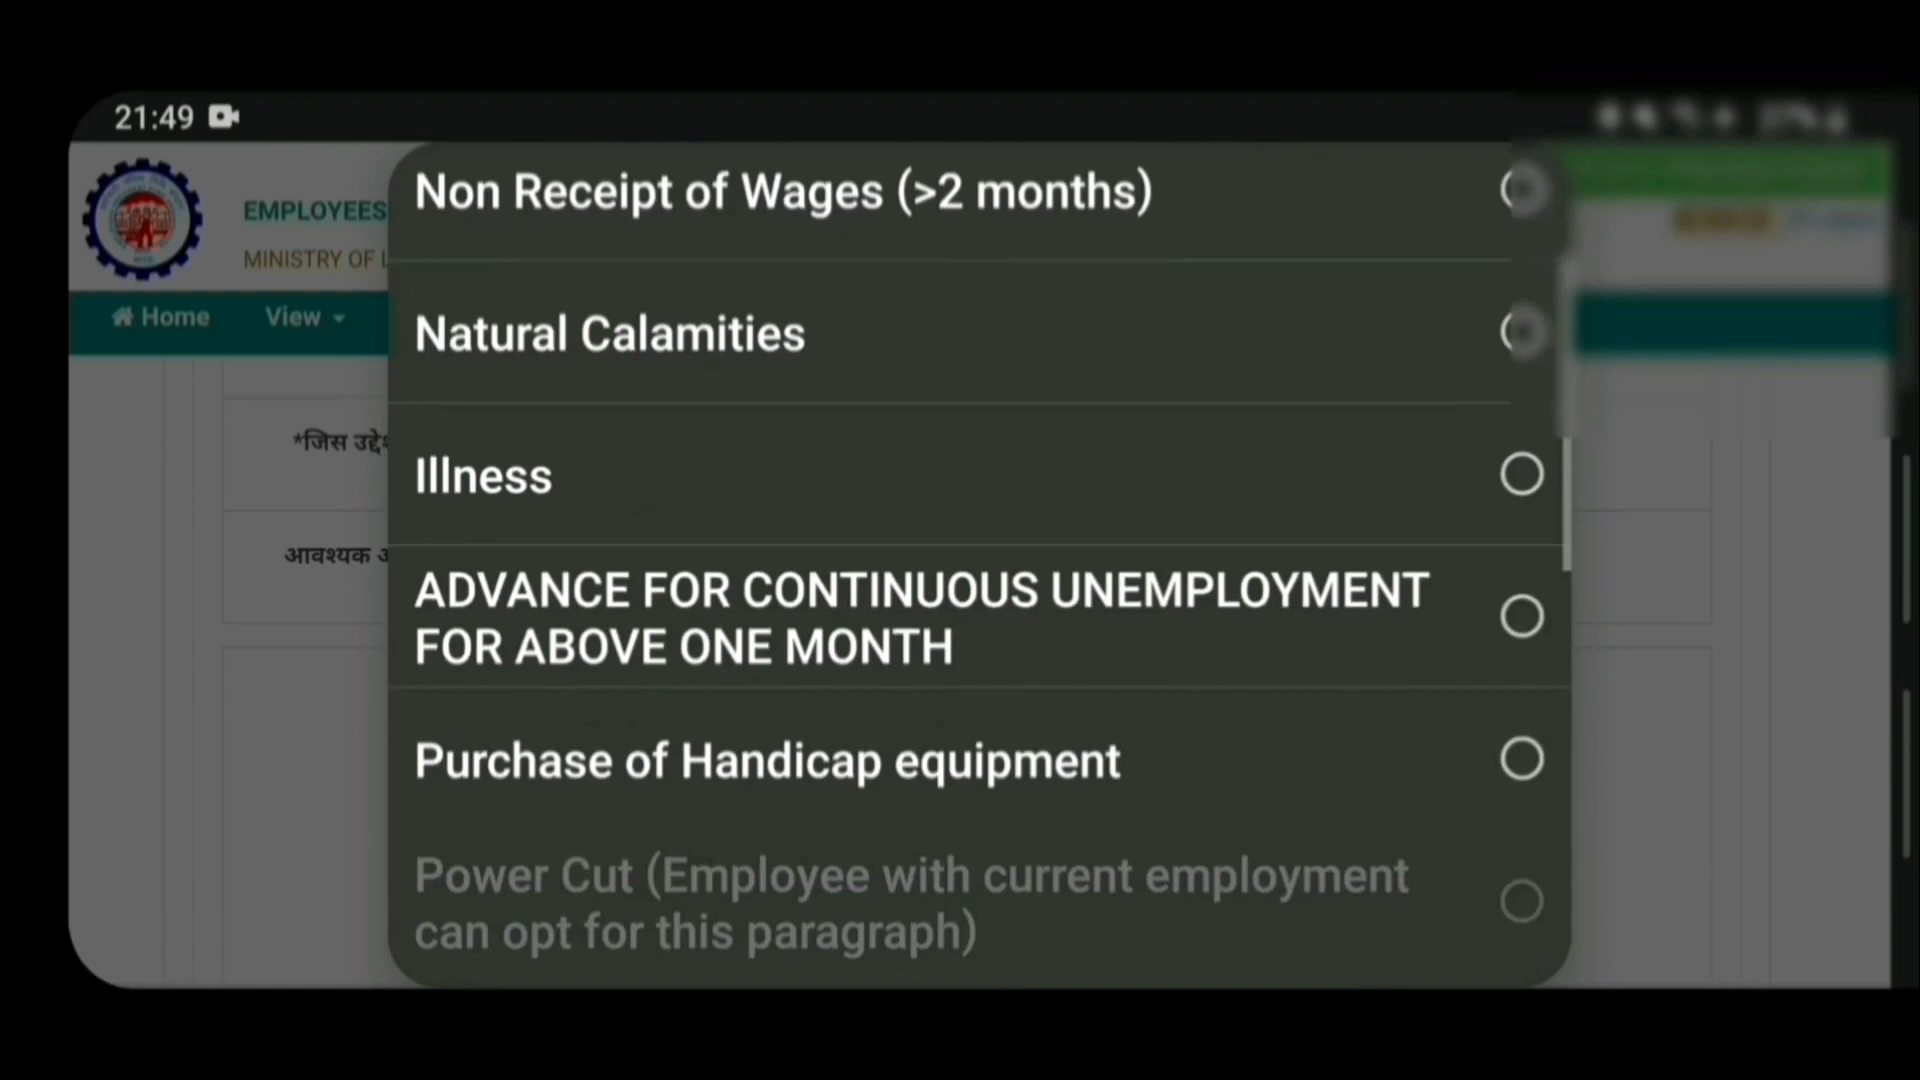 21:49
EMPLOYEES
MINISTRY OF
Home View
*जिस
आवश्यक
Non Receipt of Wages (>2 months)
Natural Calamities
Illness
ADVANCE FOR CONTINUOUS UNEMPLOYMENT
FOR ABOVE ONE MONTH
Purchase of Handicap equipment
Power Cut (Employee with current employment
can opt for this paragraph)